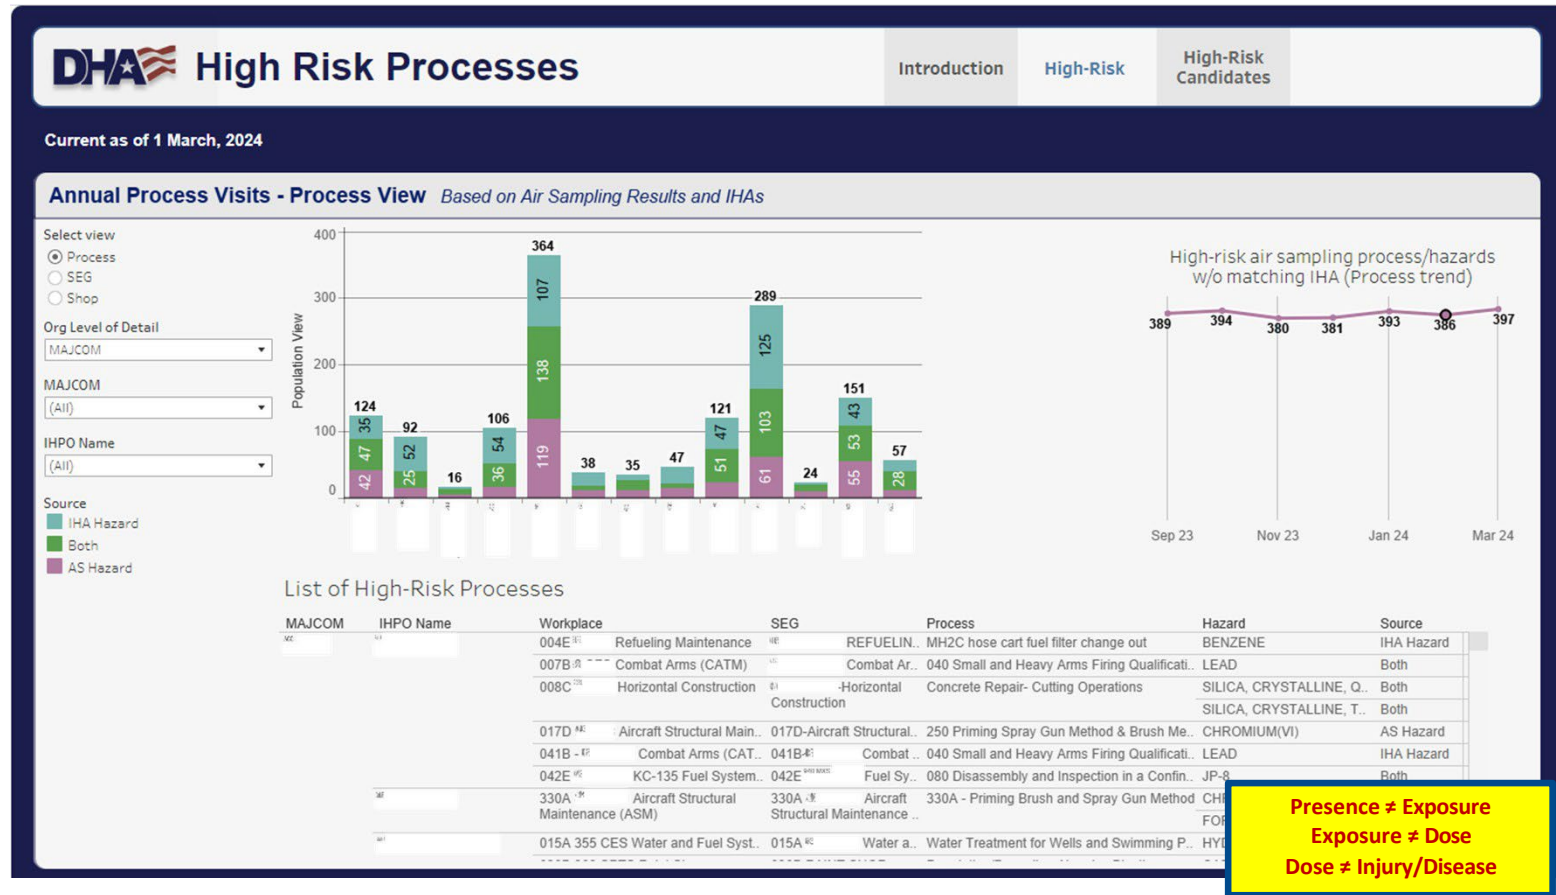 DHA High Risk Processes
Introduction
High-Risk
High-Risk
Candidates
Current as of 1 March, 2024
Annual Process Visits - Process View Based on Air Sampling Results and IHAs
Select view
Process
SEG
Shop
Org Level of Detail
MAJCOM
MAJCOM
(All)
IHPO Name
(All)
Source
IHA Hazard
Both
AS Hazard
Population View
400
300
200
100
0
124
35
47
42
92
52
25
16
106
54
36
364
107
138
119
38
35
47
121
47
51
289
125
103
61
24
151
43
53
55
57
28
High-risk air sampling process/hazards
w/o matching IHA (Process trend)
389 394 380 381 393 386 397
Sep 23 Nov 23 Jan 24 Mar 24
List of High-Risk Processes
MAJCOM IHPO Name Workplace SEG Process Hazard Source
004E Refueling Maintenance REFUELIN.. MH2C hose cart fuel filter change out BENZENE IHA Hazard
007B Combat Arms (CATM) Combat Ar.. 040 Small and Heavy Arms Firing Qualificati.. LEAD Both
008C Horizontal Construction -Horizontal Concrete Repair- Cutting Operations SILICA, CRYSTALLINE, Q.. Both
Construction SILICA, CRYSTALLINE, T.. Both
017D Aircraft Structural Main.. 017D-Aircraft Structural.. 250 Priming Spray Gun Method & Brush Me.. CHROMIUM(VI) AS Hazard
041B - Combat Arms (CAT.. 041B- Combat .. 040 Small and Heavy Arms Firing Qualificati.. LEAD IHA Hazard
042E KC-135 Fuel System.. 042E Fuel Sy.. 080 Disassembly and Inspection in a Confin.. JP-8 Both
330A Aircraft Structural 330A Aircraft 330A - Priming Brush and Spray Gun Method CHR
Maintenance (ASM) Structural Maintenance .. FOR
015A 355 CES Water and Fuel Syst.. 015A Water a.. Water Treatment for Wells and Swimming P.. HYD
Presence ≠ Exposure
Exposure ≠ Dose
Dose ≠ Injury/Disease